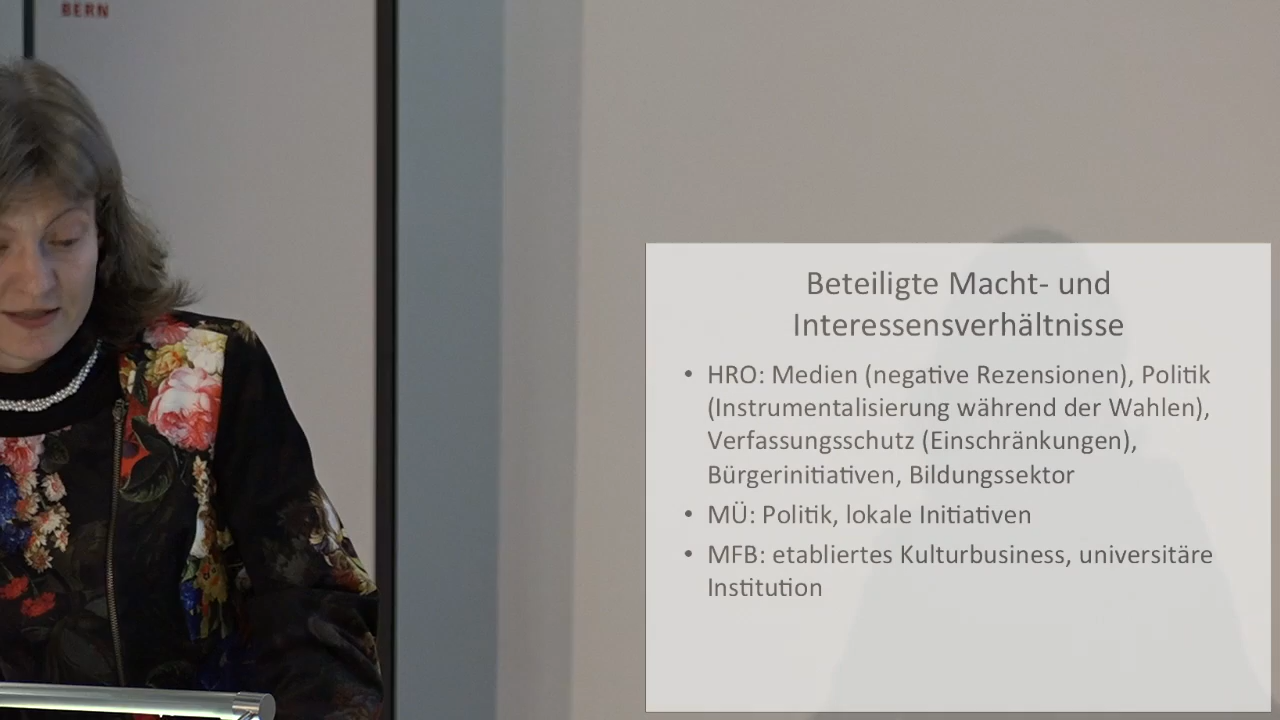 BERN
Beteiligte Macht- und
Interessensverhältnisse
• HRO: Medien (negative Rezensionen), Politik
(Instrumentalisierung während der Wahlen),
Verfassungsschutz (Einschränkungen),
Bürgerinitiativen, Bildungssektor
• MÜ: Politik, lokale Initiativen
• MFB: etabliertes Kulturbusiness, universitäre
Institution